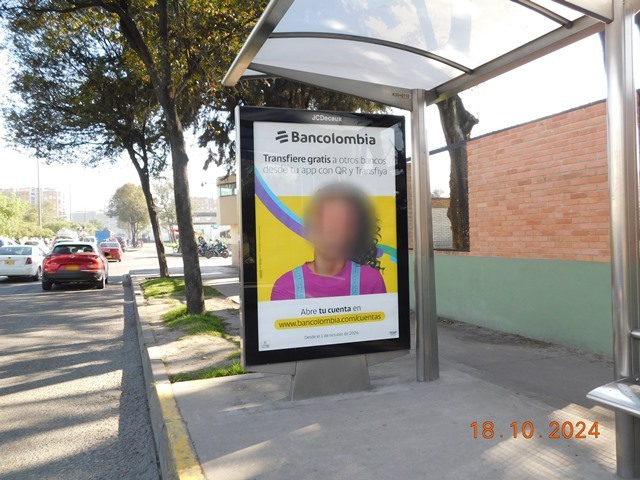 JCDecaux
Bancolombia
Transfiere gratis a otros bancos
desde tu app con QR y Transfiya
Abre tu cuenta en
www.bancolombia.com/cuentas
18.10.2024